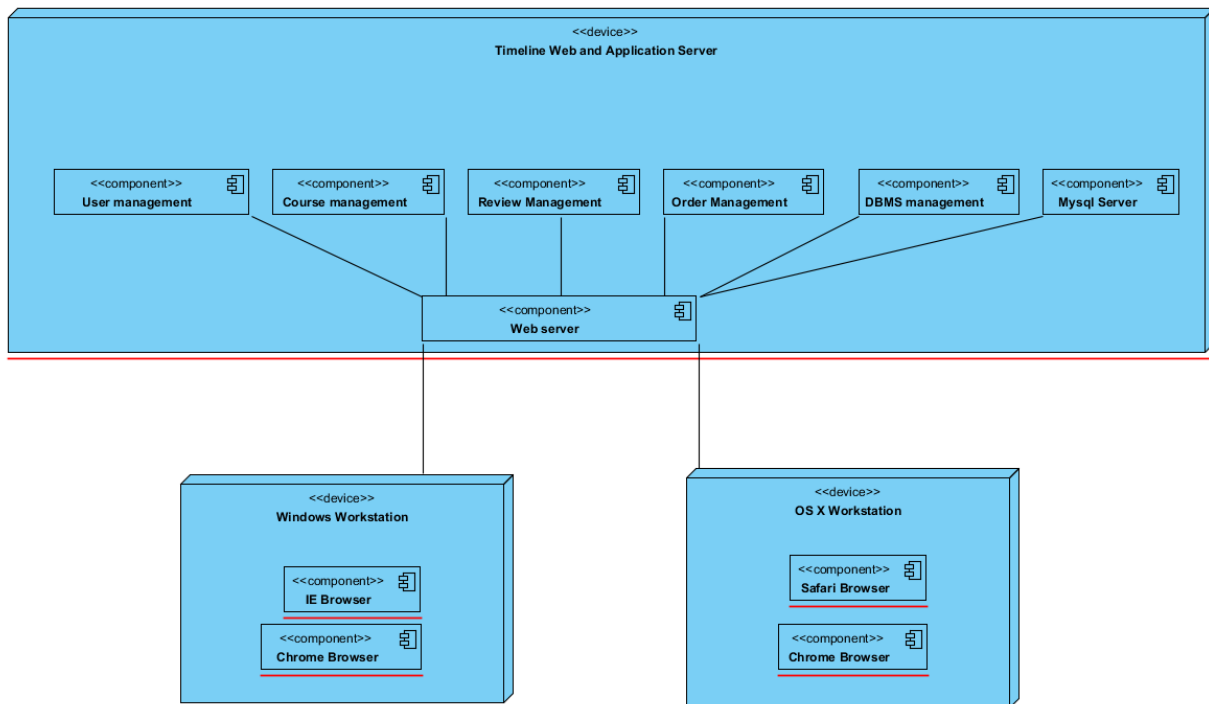 <<device>>
Timeline Web and Application Server
<<component>>
User management
<<component>>
Course management
<<component>>
Review Management
<<component>>
Order Management
<<component>>
DBMS management
<<component>>
Mysql Server
<<component>>
Web server
<<device>>
Windows Workstation
<<component>>
IE Browser
<<component>>
Chrome Browser
<<device>>
OS X Workstation
<<component>>
Safari Browser
<<component>>
Chrome Browser